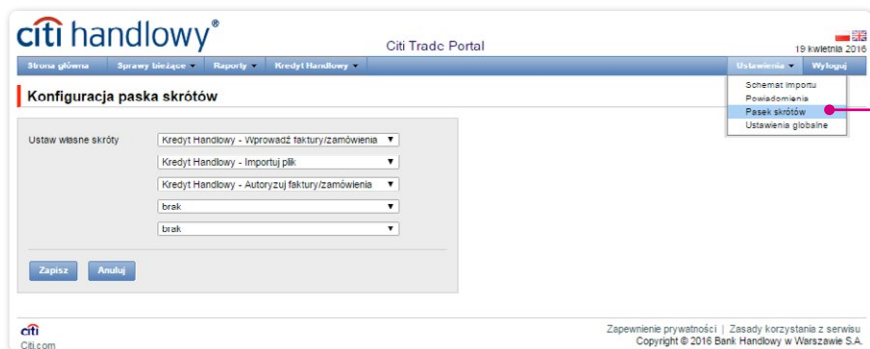 citi handlowy®
Citi Trade Portal
19 kwietnia 2016
Strona główna Sprawy bieżące Raporty Kredyt Handlowy Ustawienia Wyloguj
Schemat importu
Powiadomienia
Pasek skrótów
Ustawienia globalne
Konfiguracja paska skrótów
Ustaw własne skróty
Kredyt Handlowy - Wprowadź faktury/zamówienia
Kredyt Handlowy - Importuj plik
Kredyt Handlowy - Autoryzuj faktury/zamówienia
brak
brak
Zapisz Anuluj
citi
Citi.com
Zapewnienie prywatności | Zasady korzystania z serwisu
Copyright © 2016 Bank Handlowy w Warszawie S.A.